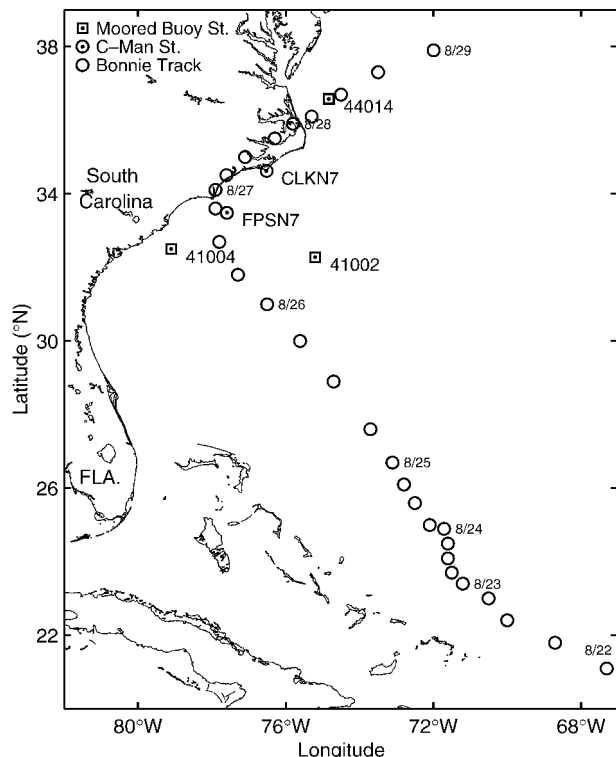 Moored Buoy St.
C-Man St.
Bonnie Track
38
34
30
26
22
Latitude (°N)
8/29
44014
8/28
CLKN7
South
Carolina
8/27
FPSN7
41004
41002
8/26
8/25
FLA.
8/24
8/23
8/22
80°W
76°W
72°W
68°W
Longitude